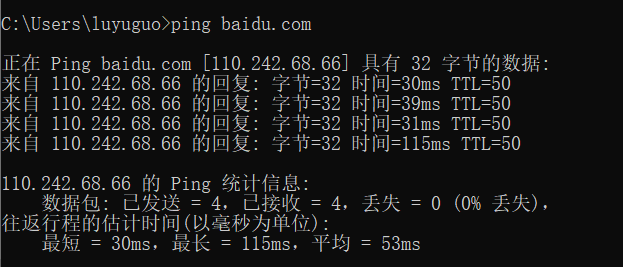 C:\Users\luyuguo>ping baidu.com
正在 Ping baidu.com [110.242.68.66] 具有 32 字节的数据:
来自 110.242.68.66 的回复: 字节=32 时间=30ms TTL=50
来自 110.242.68.66 的回复: 字节=32 时间=39ms TTL=50
来自 110.242.68.66 的回复: 字节=32 时间=31ms TTL=50
来自 110.242.68.66 的回复: 字节=32 时间=115ms TTL=50
110.242.68.66 的 Ping 统计信息:
数据包: 已发送 = 4，已接收 = 4，丢失 = 0 (0% 丢失)，
往返行程的估计时间(以毫秒为单位):
最短 = 30ms，最长 = 115ms，平均 = 53ms